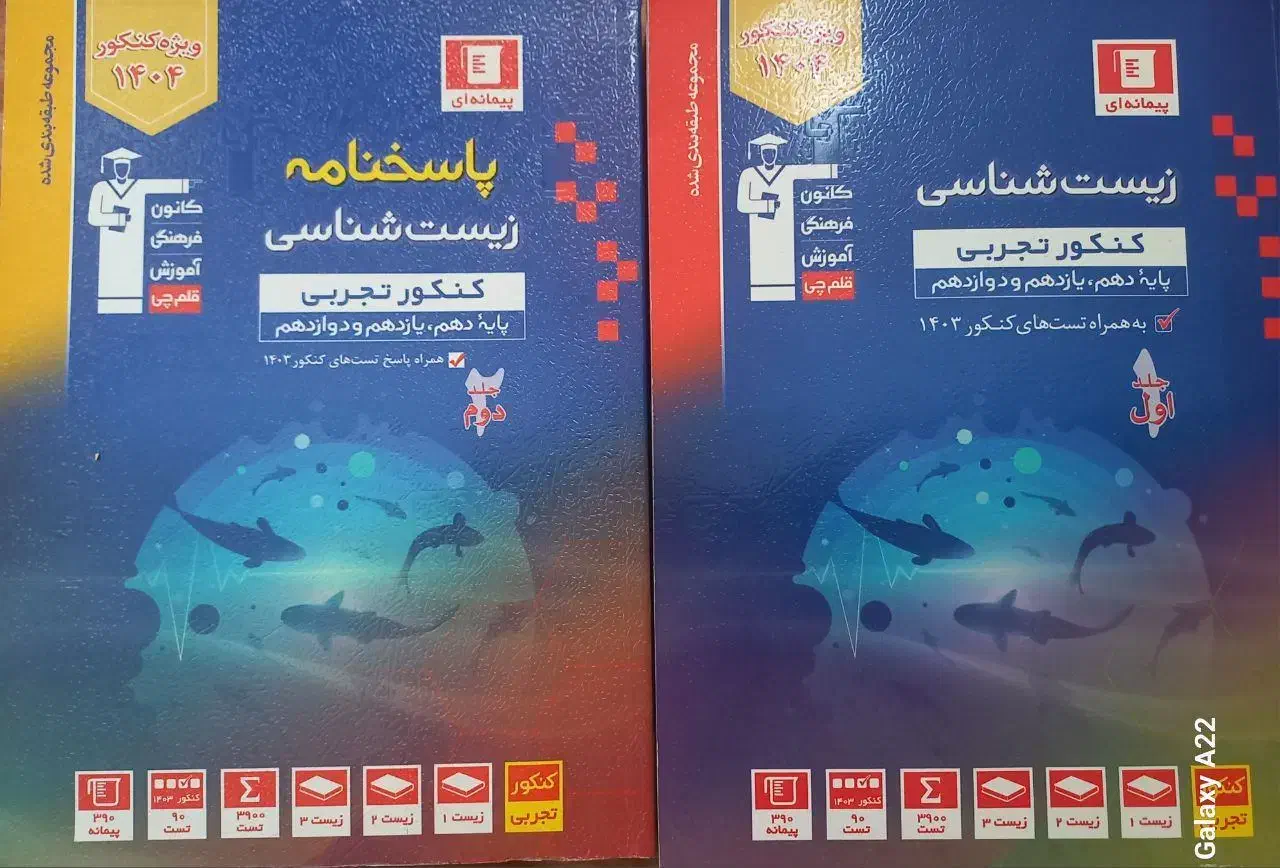 مجموعه طبقه‌بندی شده
ویژه کنکور
۱۴۰۴
پیمانه‌ای
پاسخنامه
زیست‌شناسی
کنکور تجربی
پایهٔ دهم، یازدهم و دوازدهم
همراه پاسخ تست‌های کنکور ۱۴۰۳
جلد
دوم
کانون
فرهنگی
آموزش
قلم‌چی
کنکور
تجربی
زیست ۱
زیست ۲
زیست ۳
۳۹۰۰
تست
کنکور ۱۴۰۳
۹۰
تست
۳۹۰
پیمانه
مجموعه طبقه‌بندی شده
ویژه کنکور
۱۴۰۴
پیمانه‌ای
زیست‌شناسی
کنکور تجربی
پایهٔ دهم، یازدهم و دوازدهم
به همراه تست‌های کنکور ۱۴۰۳
جلد
اول
کانون
فرهنگی
آموزش
قلم‌چی
کنکور
تجربی
زیست ۱
زیست ۲
زیست ۳
۳۹۰۰
تست
کنکور ۱۴۰۳
۹۰
تست
۳۹۰
پیمانه
Galaxy A22